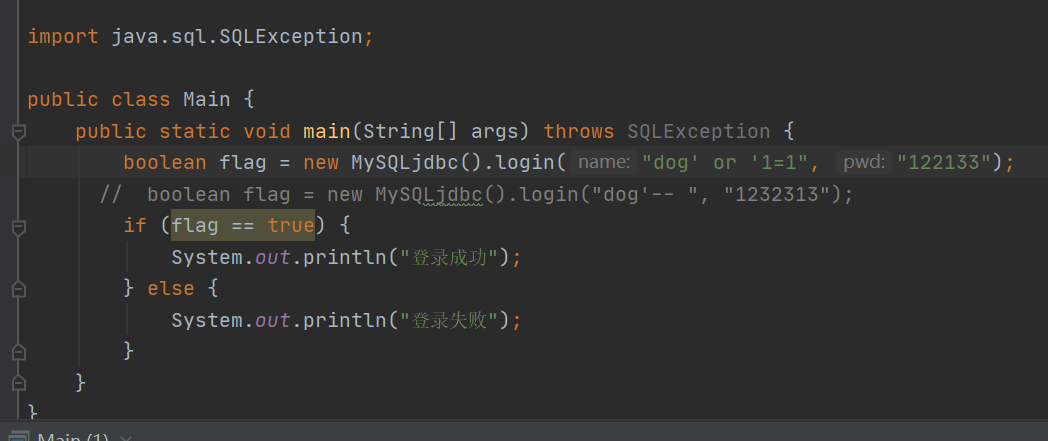 import java.sql.SQLException;
public class Main {
public static void main(String[] args) throws SQLException {
boolean flag = new MySQLjdbc().login( name: "dog' or '1=1", pwd: "122133");
// boolean flag = new MySQLjdbc().login("dog'-- ", "1232313");
if (flag == true) {
System.out.println("登录成功");
} else {
System.out.println("登录失败");
}
}
}
Main (1)